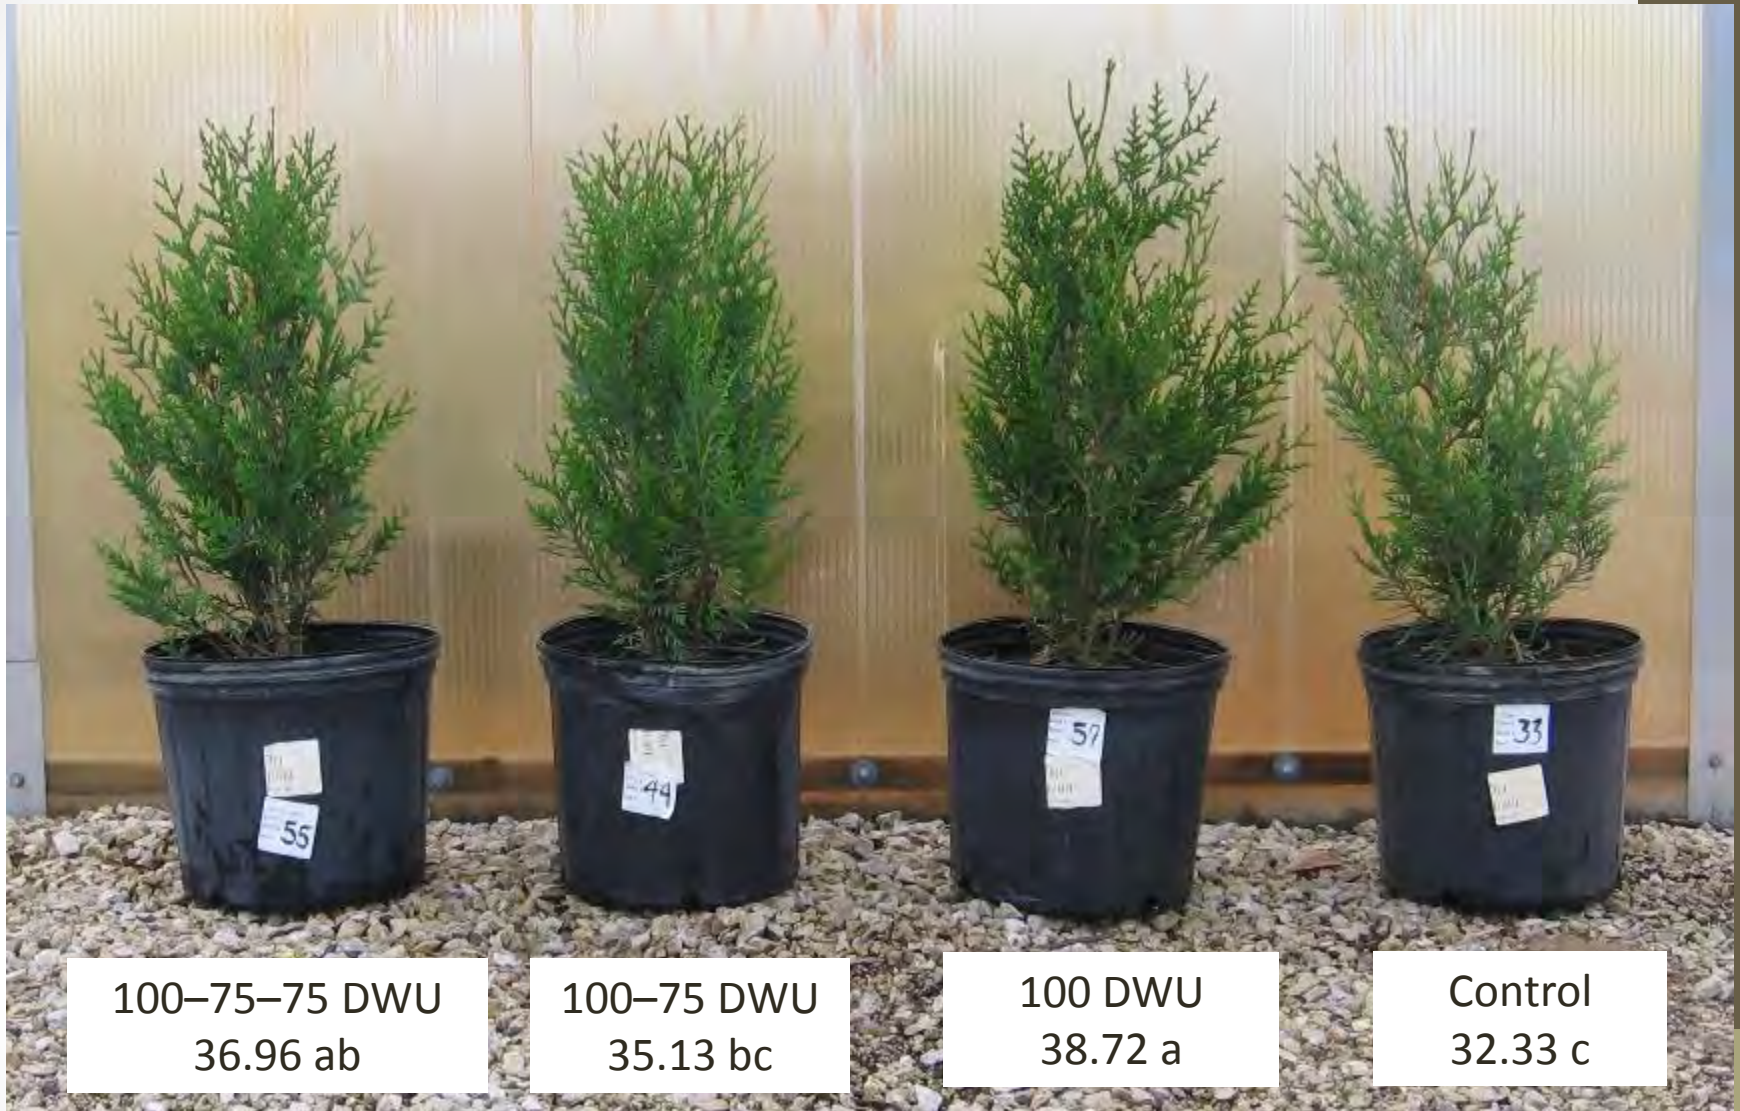 55
44
57
33
100–75–75 DWU
36.96 ab
100–75 DWU
35.13 bc
100 DWU
38.72 a
Control
32.33 c